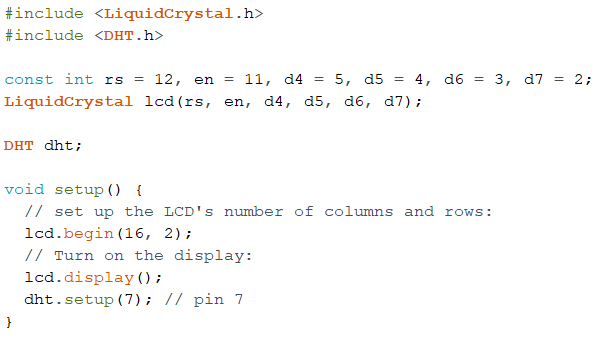 #include <LiquidCrystal.h>
#include <DHT.h>

const int rs = 12, en = 11, d4 = 5, d5 = 4, d6 = 3, d7 = 2;
LiquidCrystal lcd(rs, en, d4, d5, d6, d7);

DHT dht;

void setup() {
  // set up the LCD's number of columns and rows:
  lcd.begin(16, 2);
  // Turn on the display:
  lcd.display();
  dht.setup(7); // pin 7
}